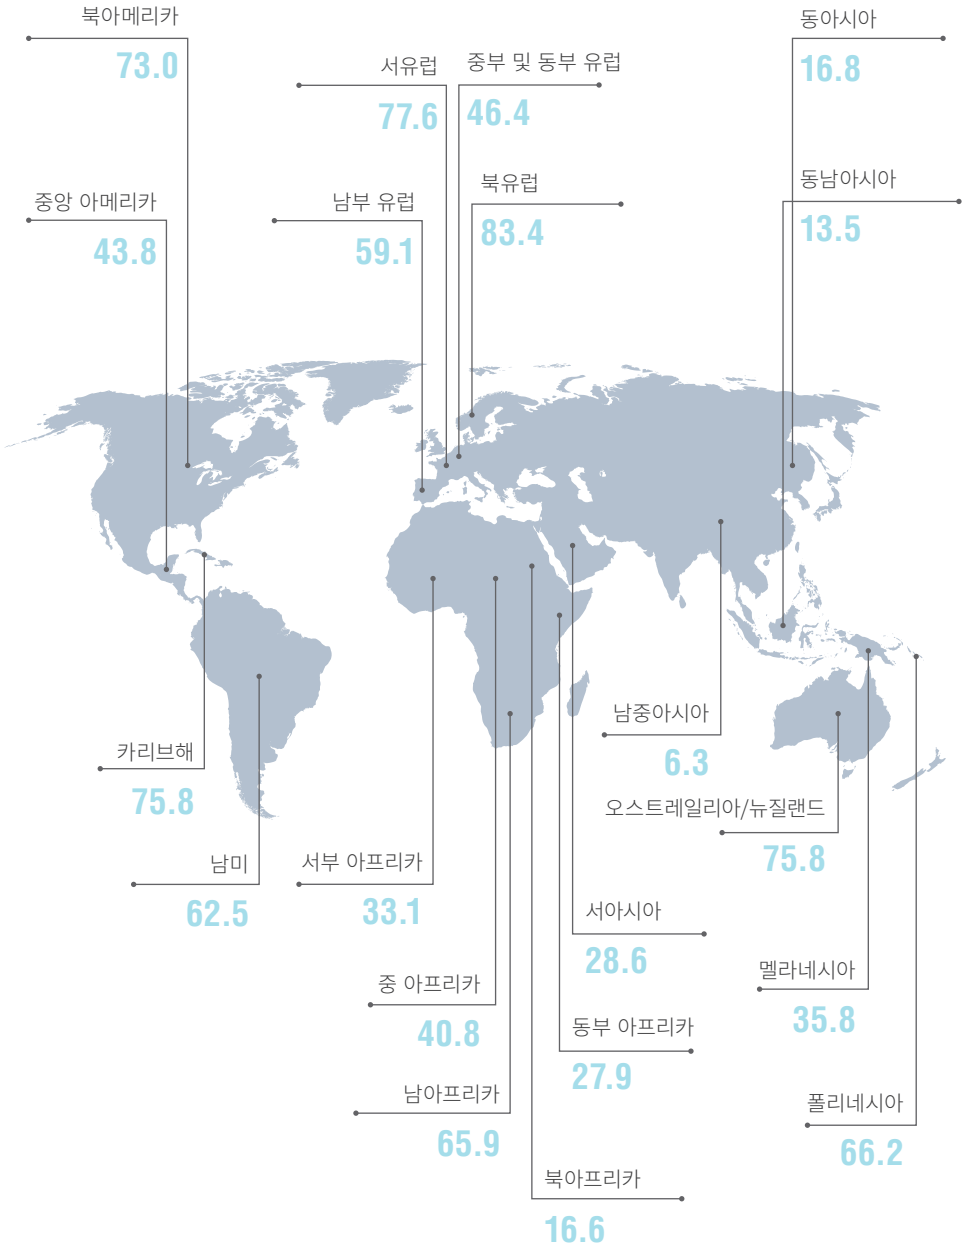 북아메리카
73.0
서유럽
77.6
중부 및 동부 유럽
46.4
동아시아
16.8
중앙 아메리카
43.8
남부 유럽
59.1
북유럽
83.4
동남아시아
13.5
카리브해
75.8
남미
62.5
서부 아프리카
33.1
중 아프리카
40.8
남아프리카
65.9
북아프리카
16.6
동부 아프리카
27.9
서아시아
28.6
남중아시아
6.3
오스트레일리아/뉴질랜드
75.8
멜라네시아
35.8
폴리네시아
66.2